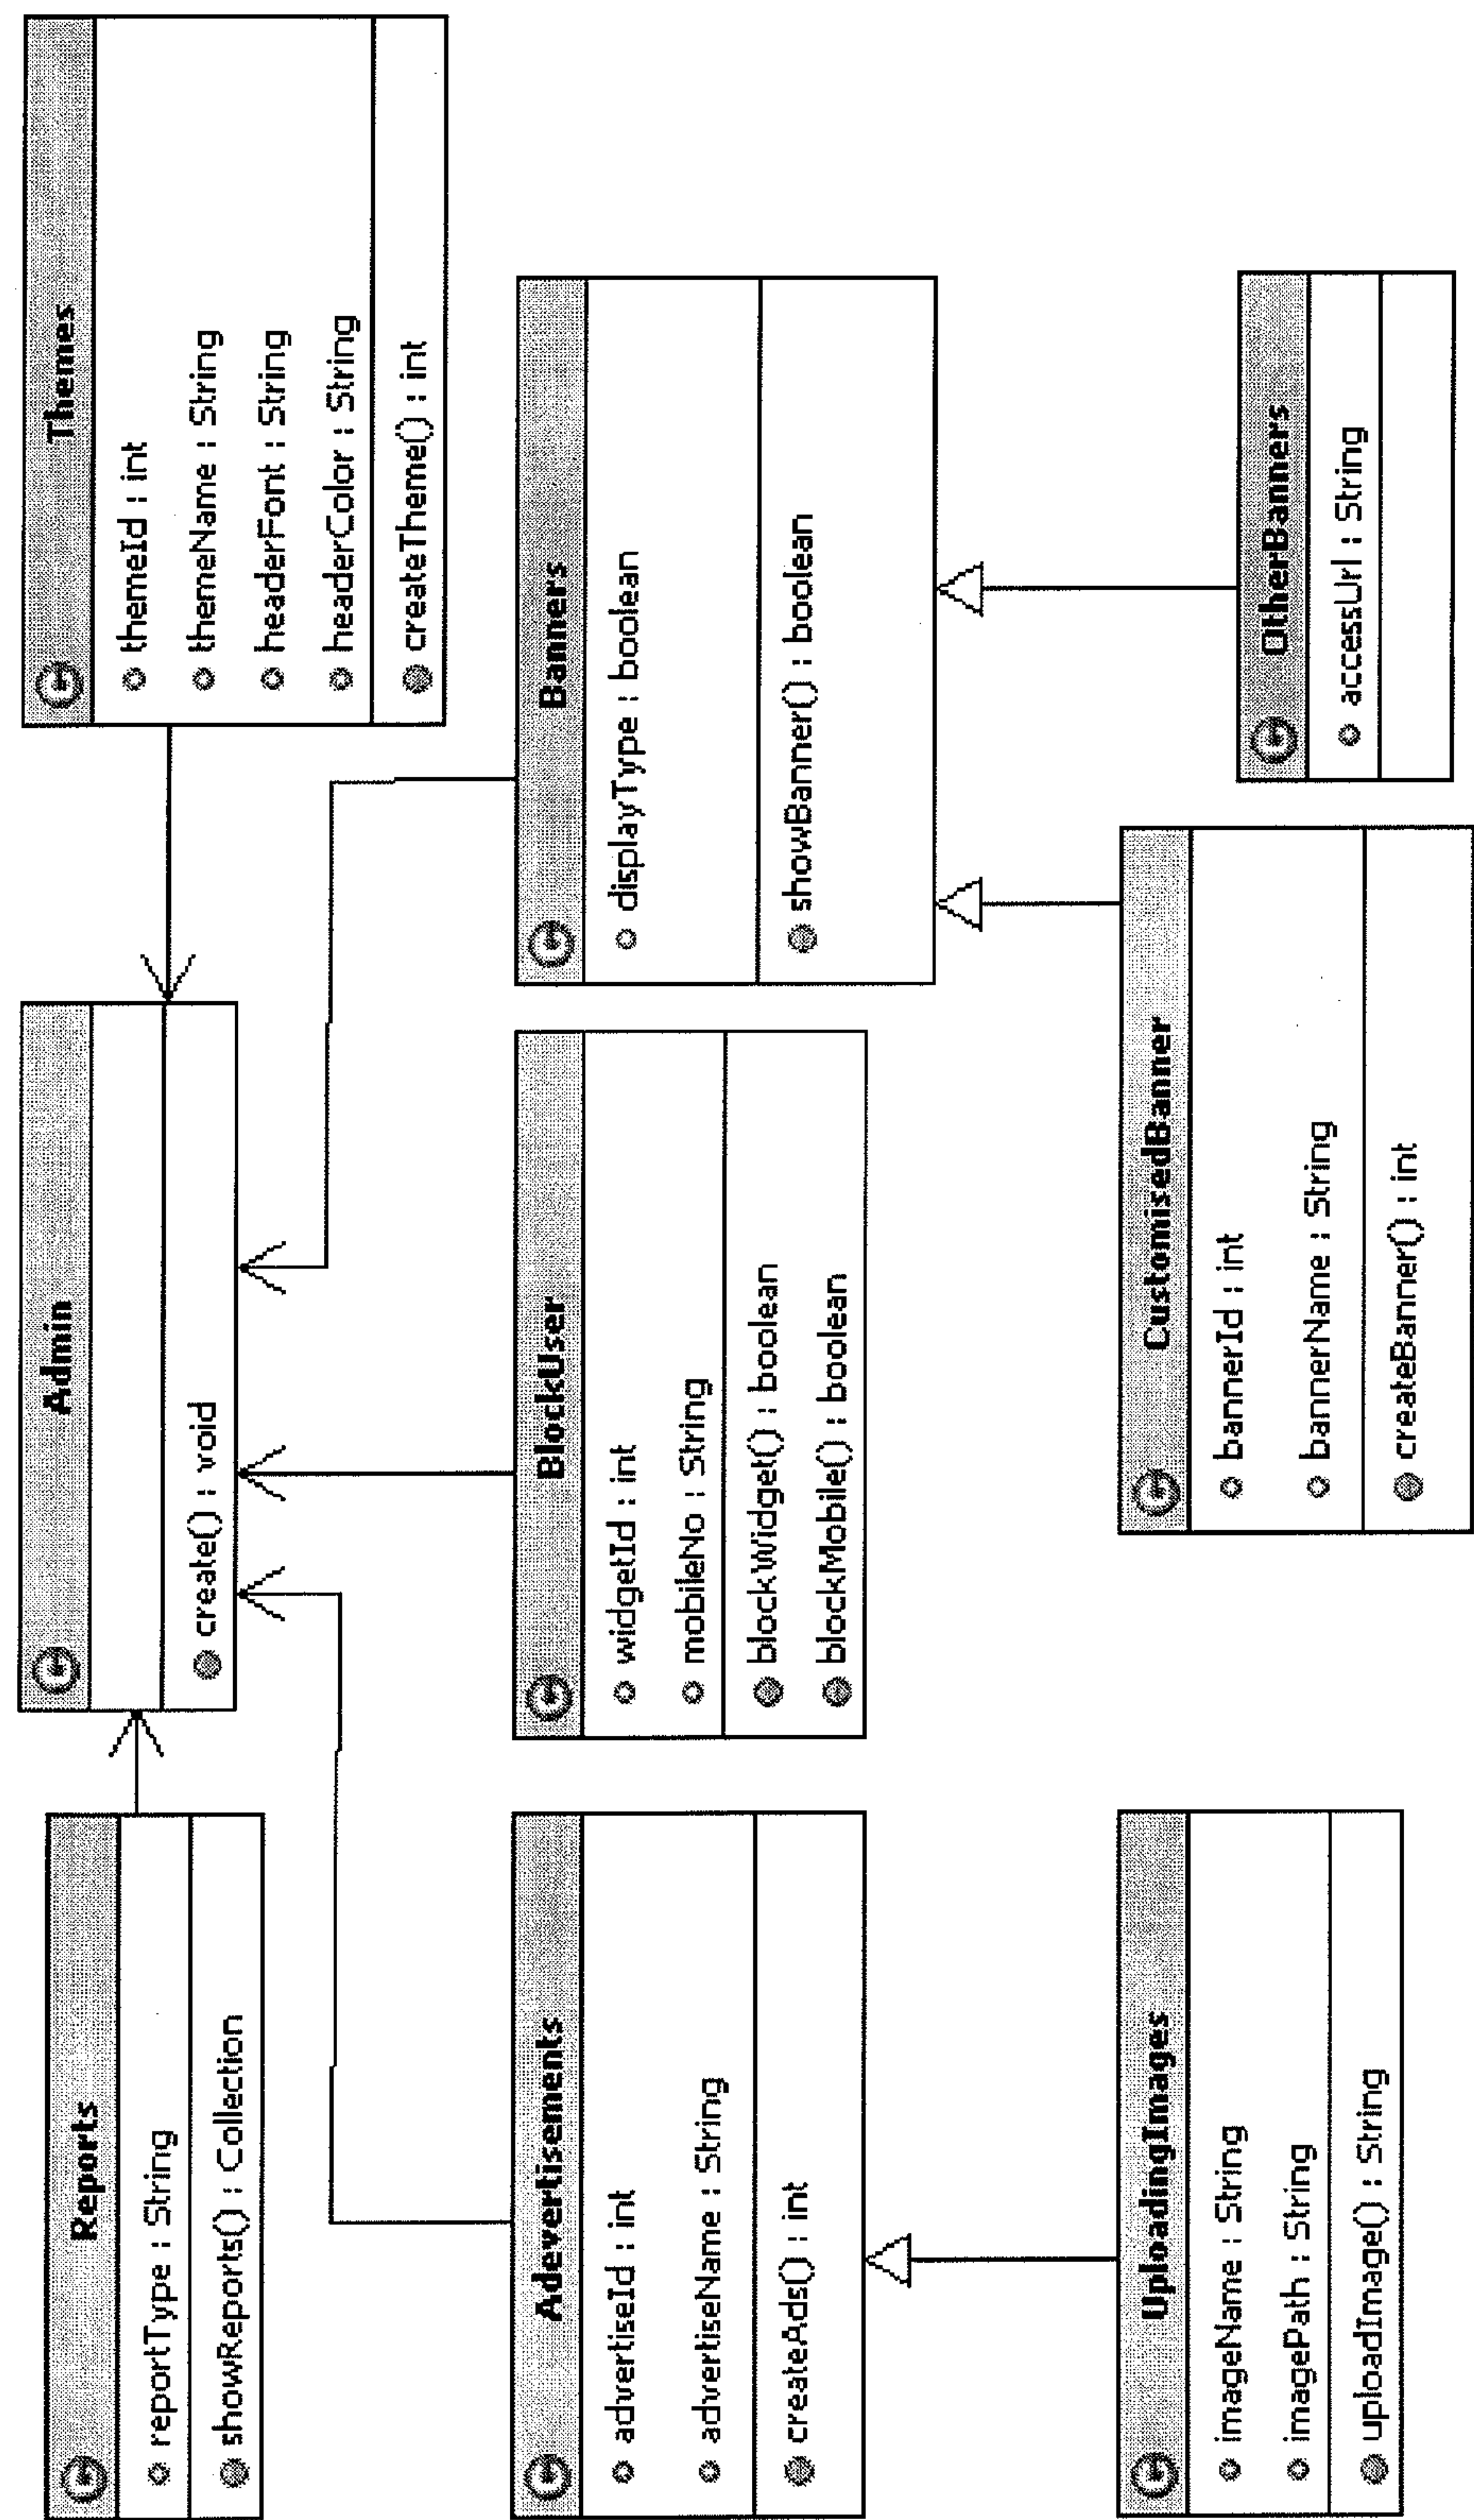 Reports
reportType : String
showReports() : Collection
Admin
create() : void
Themes
themeId : int
themeName : String
headerFont : String
headerColor : String
createTheme() : int
Adevertisements
advertiseId : int
advertiseName : String
createAds() : int
BlockUser
widgetId : int
mobileNo : String
blockWidget() : boolean
blockMobile() : boolean
Banners
displayType : boolean
showBanner() : boolean
UploadingImages
imageName : String
imagePath : String
uploadImage() : String
CustomisedBanner
bannerId : int
bannerName : String
createBanner() : int
OtherBanners
accessUrl : String